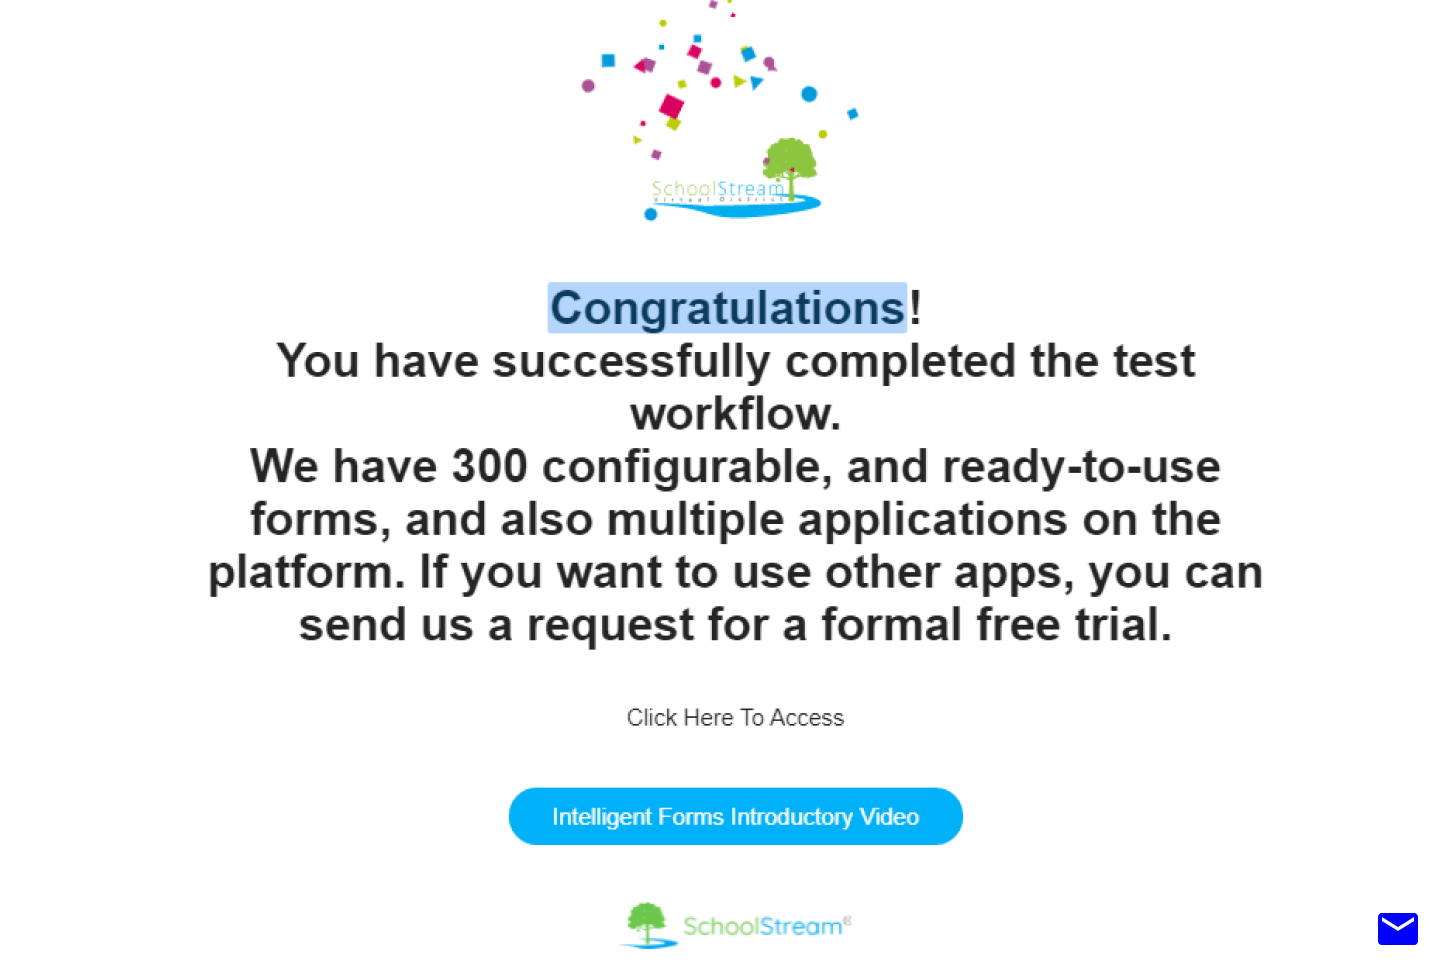 SchoolStream
Virtual District
Congratulations!
You have successfully completed the test
workflow.
We have 300 configurable, and ready-to-use
forms, and also multiple applications on the
platform. If you want to use other apps, you can
send us a request for a formal free trial.
Click Here To Access
Intelligent Forms Introductory Video
SchoolStream®